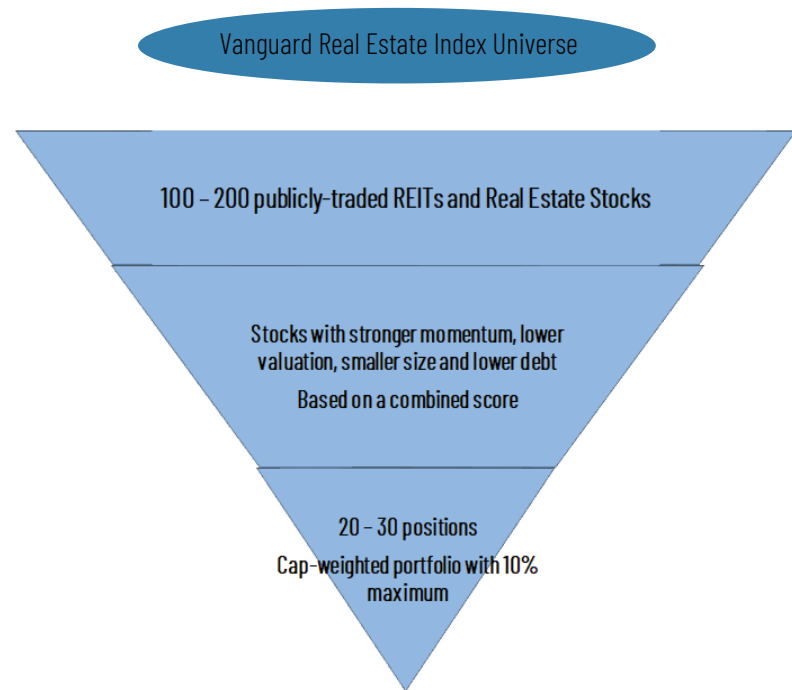 Vanguard Real Estate Index Universe
100 – 200 publicly-traded REITs and Real Estate Stocks
Stocks with stronger momentum, lower
valuation, smaller size and lower debt
Based on a combined score
20 – 30 positions
Cap-weighted portfolio with 10%
maximum